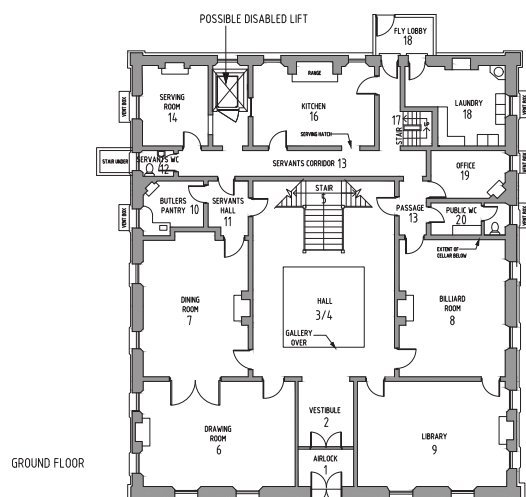 POSSIBLE DISABLED LIFT
FLY LOBBY
18
RANGE
SERVING
ROOM
14
KITCHEN
16
LAUNDRY
18
VENT BOX
VENT BOX
17
STAIR
SERVING HATCH
STAIR UNDER
SERVANTS WC
42
SERVANTS CORRIDOR 13
OFFICE
19
VENT BOX
BUTLERS
PANTRY 10
SERVANTS
HALL
11
STAIR
5
PASSAGE
13
PUBLIC WC
20
VENT BOX
VENT BOX
EXTENT OF
CELLAR BELOW
DINING
ROOM
7
HALL
3/4
GALLERY
OVER
BILLIARD
ROOM
8
DRAWING
ROOM
6
VESTIBULE
2
LIBRARY
9
AIRLOCK
1
GROUND FLOOR